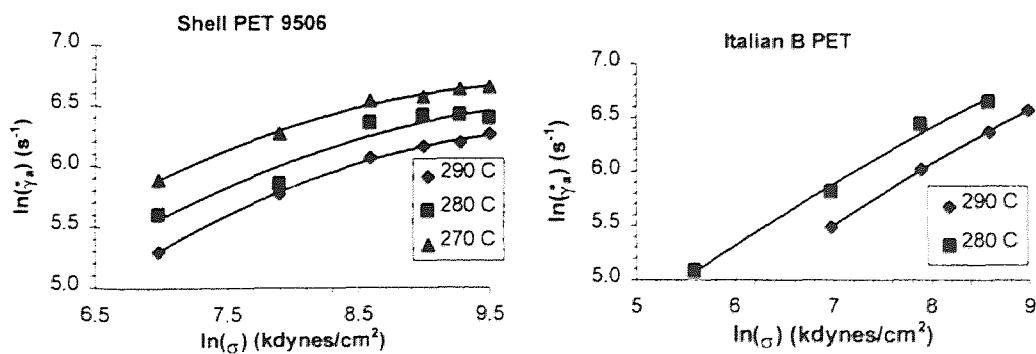 Shell PET 9506
7.0
6.5
6.0
5.5
5.0
ln(γ̇ₐ) (s⁻¹)
290 C
280 C
270 C
6.5
7.5
8.5
9.5
ln(σ) (kdynes/cm²)
Italian B PET
7.0
6.5
6.0
5.5
5.0
ln(γ̇ₐ) (s⁻¹)
290 C
280 C
5
6
7
8
9
ln(σ) (kdynes/cm²)